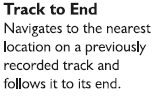 Track to End
Navigates to the nearest
location on a previously
recorded track and
follows it to its end.